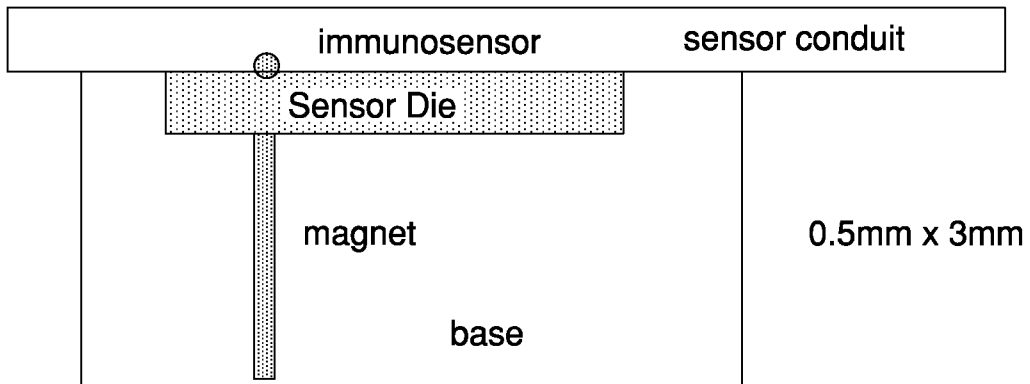 immunosensor
sensor conduit
Sensor Die
magnet
0.5mm x 3mm
base